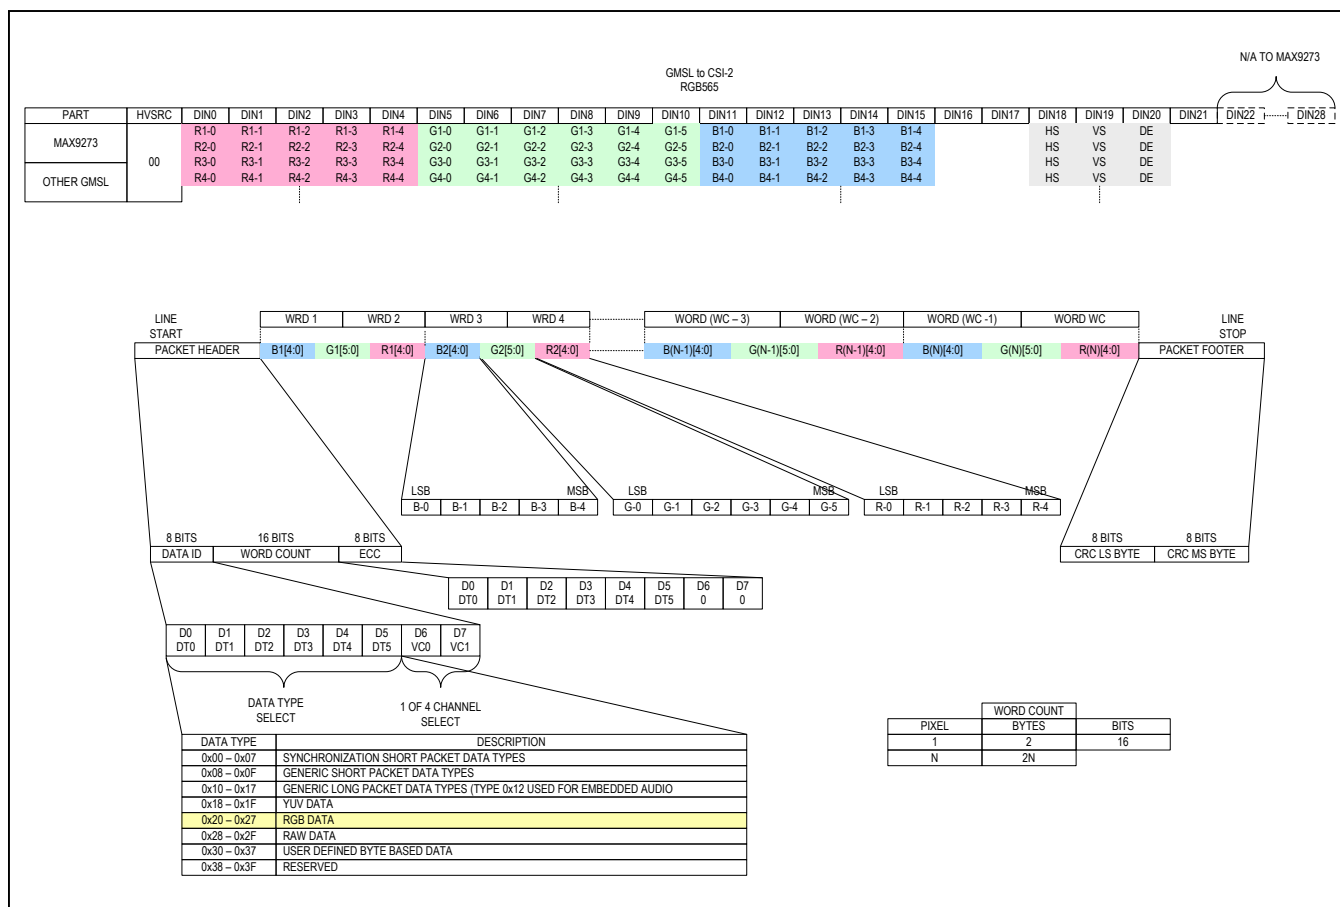 N/A TO MAX9273
GMSL to CSI-2
RGB565
PART HVSRC DIN0 DIN1 DIN2 DIN3 DIN4 DIN5 DIN6 DIN7 DIN8 DIN9 DIN10 DIN11 DIN12 DIN13 DIN14 DIN15 DIN16 DIN17 DIN18 DIN19 DIN20 DIN21 DIN22 DIN28
MAX9273 00 R1-0 R1-1 R1-2 R1-3 R1-4 G1-0 G1-1 G1-2 G1-3 G1-4 G1-5 B1-0 B1-1 B1-2 B1-3 B1-4 HS VS DE
R2-0 R2-1 R2-2 R2-3 R2-4 G2-0 G2-1 G2-2 G2-3 G2-4 G2-5 B2-0 B2-1 B2-2 B2-3 B2-4 HS VS DE
R3-0 R3-1 R3-2 R3-3 R3-4 G3-0 G3-1 G3-2 G3-3 G3-4 G3-5 B3-0 B3-1 B3-2 B3-3 B3-4 HS VS DE
OTHER GMSL R4-0 R4-1 R4-2 R4-3 R4-4 G4-0 G4-1 G4-2 G4-3 G4-4 G4-5 B4-0 B4-1 B4-2 B4-3 B4-4 HS VS DE
LINE START WRD 1 WRD 2 WRD 3 WRD 4 WORD (WC – 3) WORD (WC – 2) WORD (WC -1) WORD WC LINE STOP
PACKET HEADER B1[4:0] G1[5:0] R1[4:0] B2[4:0] G2[5:0] R2[4:0] B(N-1)[4:0] G(N-1)[5:0] R(N-1)[4:0] B(N)[4:0] G(N)[5:0] R(N)[4:0] PACKET FOOTER
LSB MSB LSB MSB LSB MSB
B-0 B-1 B-2 B-3 B-4 G-0 G-1 G-2 G-3 G-4 G-5 R-0 R-1 R-2 R-3 R-4
8 BITS 16 BITS 8 BITS 8 BITS 8 BITS
DATA ID WORD COUNT ECC CRC LS BYTE CRC MS BYTE
D0 D1 D2 D3 D4 D5 D6 D7
DT0 DT1 DT2 DT3 DT4 DT5 0 0
D0 D1 D2 D3 D4 D5 D6 D7
DT0 DT1 DT2 DT3 DT4 DT5 VC0 VC1
DATA TYPE SELECT
1 OF 4 CHANNEL SELECT
WORD COUNT
PIXEL BYTES BITS
1 2 16
N 2N
DATA TYPE DESCRIPTION
0x00 – 0x07 SYNCHRONIZATION SHORT PACKET DATA TYPES
0x08 – 0x0F GENERIC SHORT PACKET DATA TYPES
0x10 – 0x17 GENERIC LONG PACKET DATA TYPES (TYPE 0x12 USED FOR EMBEDDED AUDIO
0x18 – 0x1F YUV DATA
0x20 – 0x27 RGB DATA
0x28 – 0x2F RAW DATA
0x30 – 0x37 USER DEFINED BYTE BASED DATA
0x38 – 0x3F RESERVED